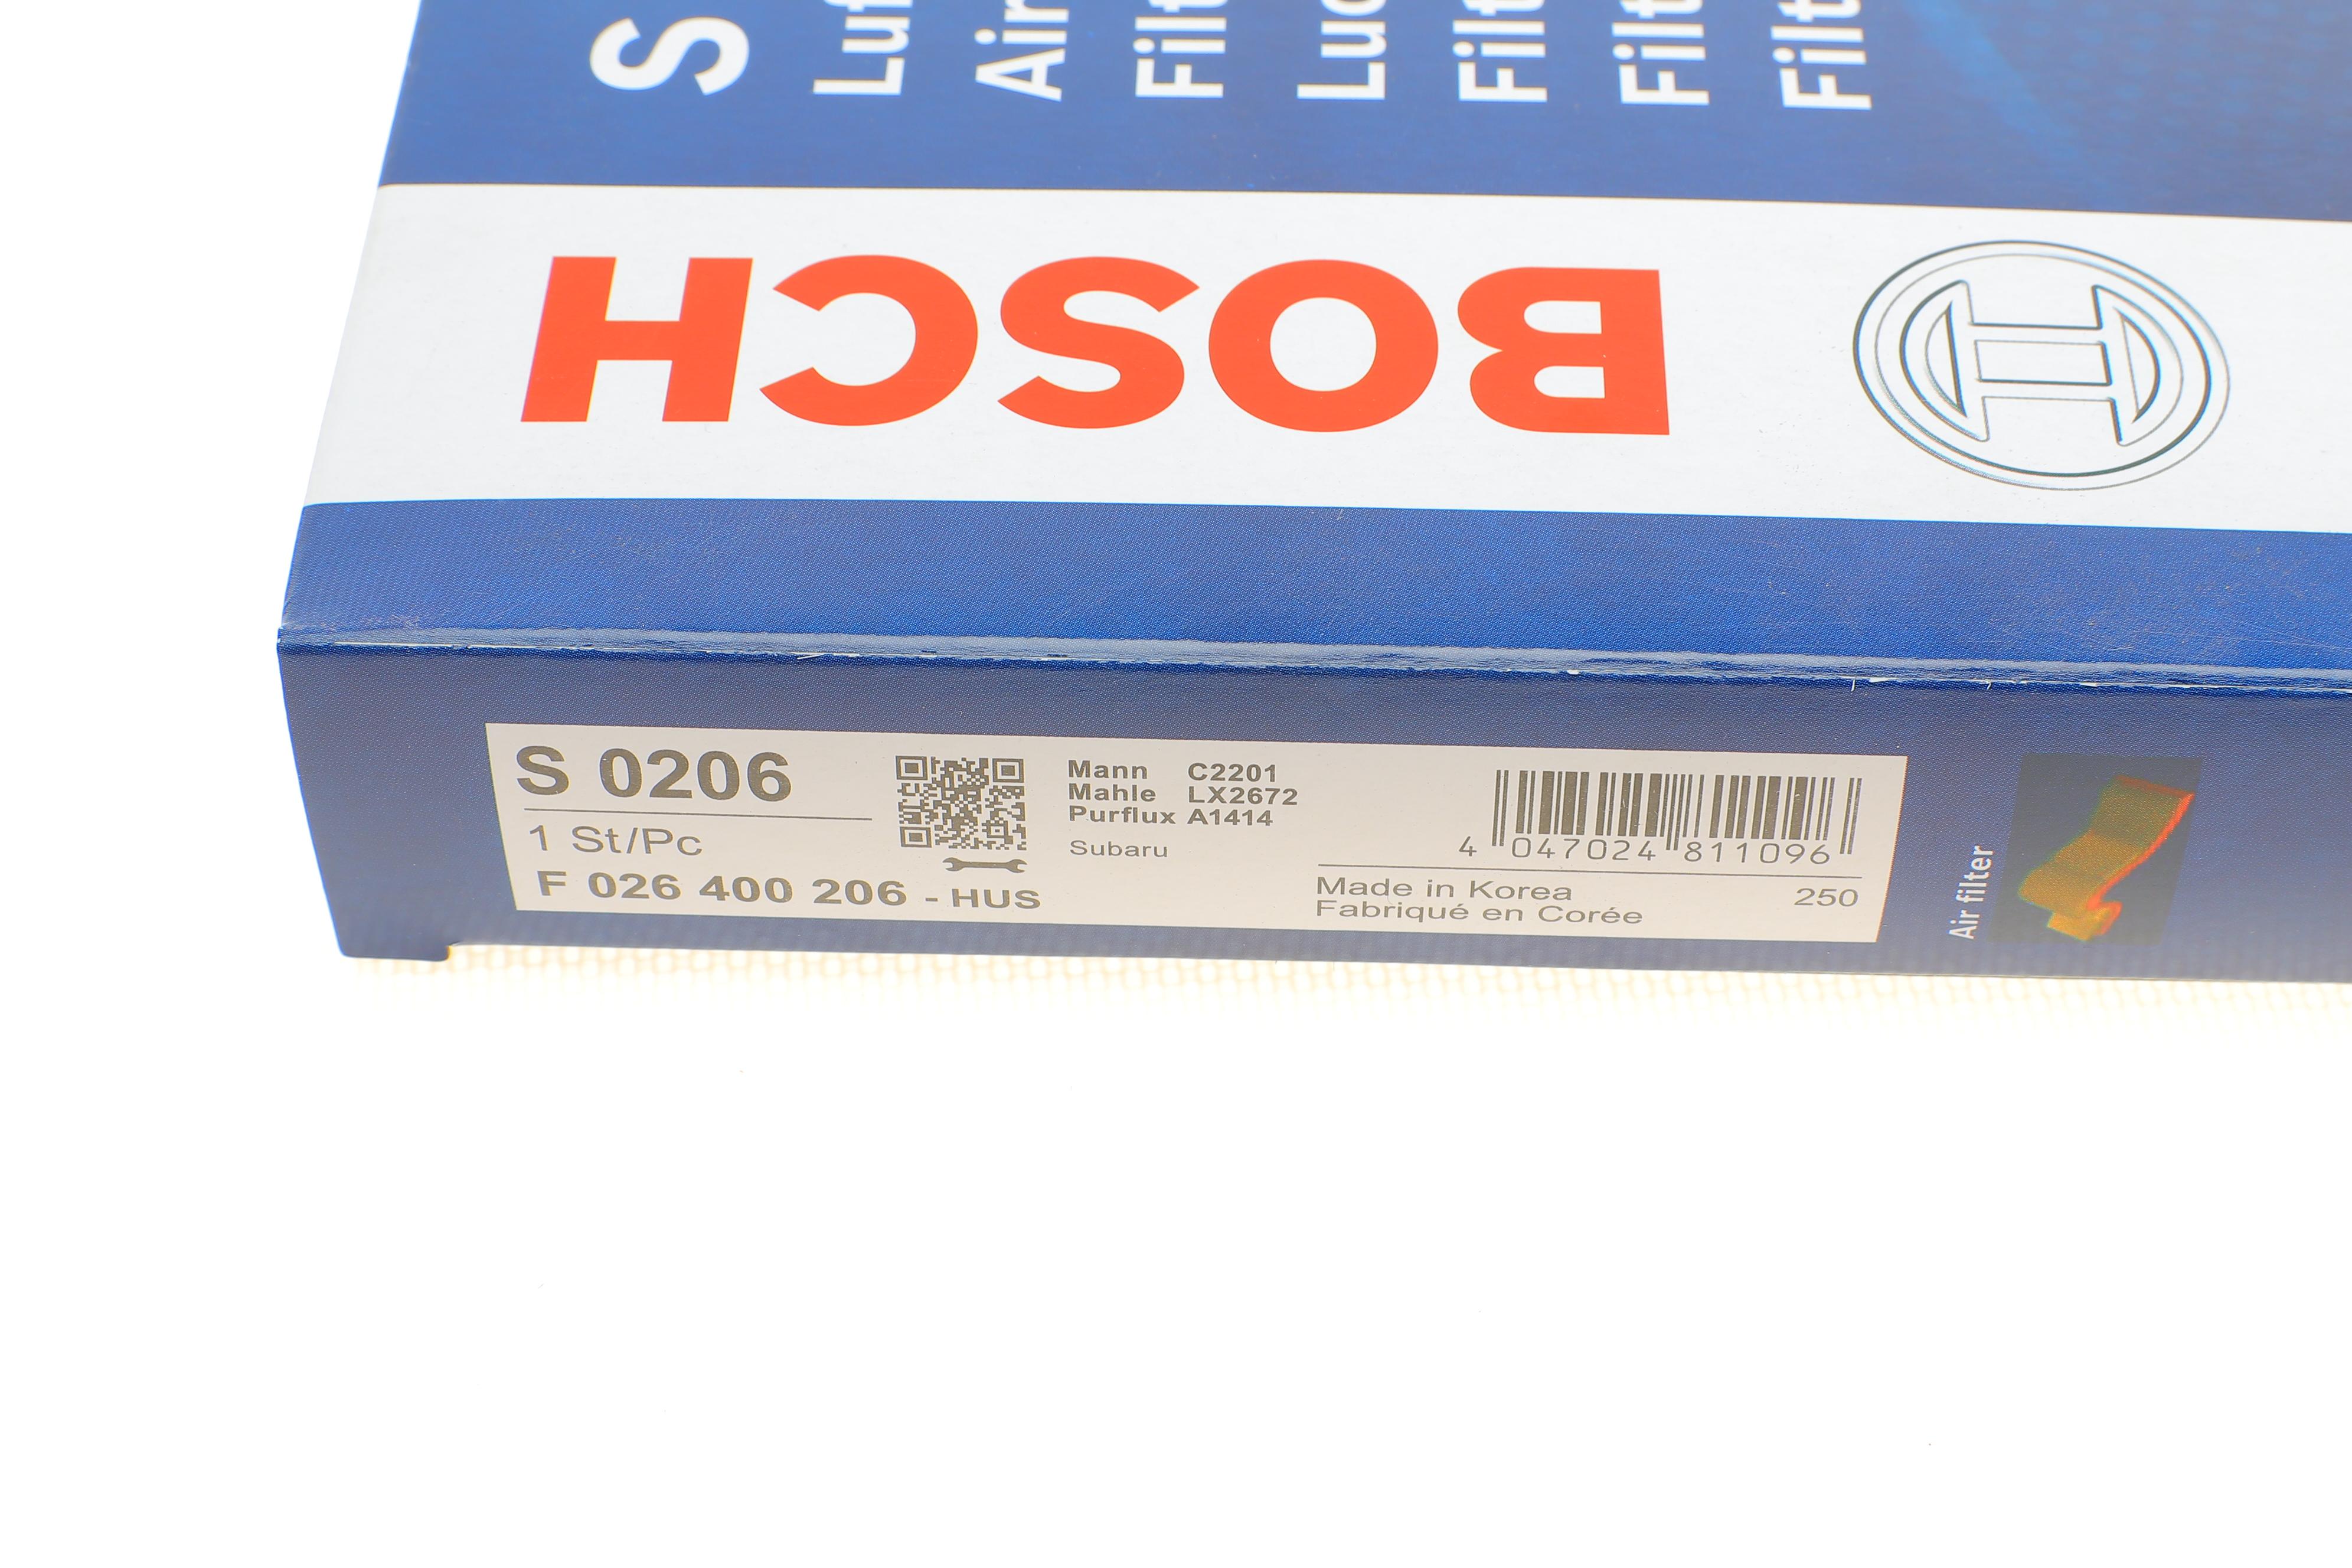 S
Air
BOSCH
S 0206
1 St/Pc
F 026 400 206 - HUS
Mann C2201
Mahle LX2672
Purflux A1414
Subaru
4 047024 811096
Made in Korea
Fabriqué en Corée
250
Air filter